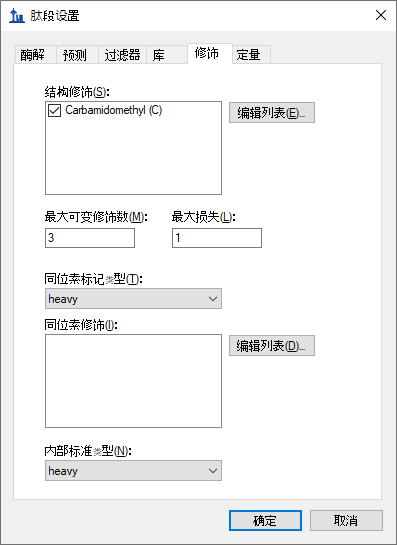 肽段设置
酶解 预测 过滤器 库 修饰 定量
结构修饰(S):
Carbamidomethyl (C)
编辑列表(E)...
最大可变修饰数(M): 最大损失(L):
3 1
同位素标记类型(T):
heavy
同位素修饰(I):
编辑列表(D)...
内部标准类型(N):
heavy
确定 取消